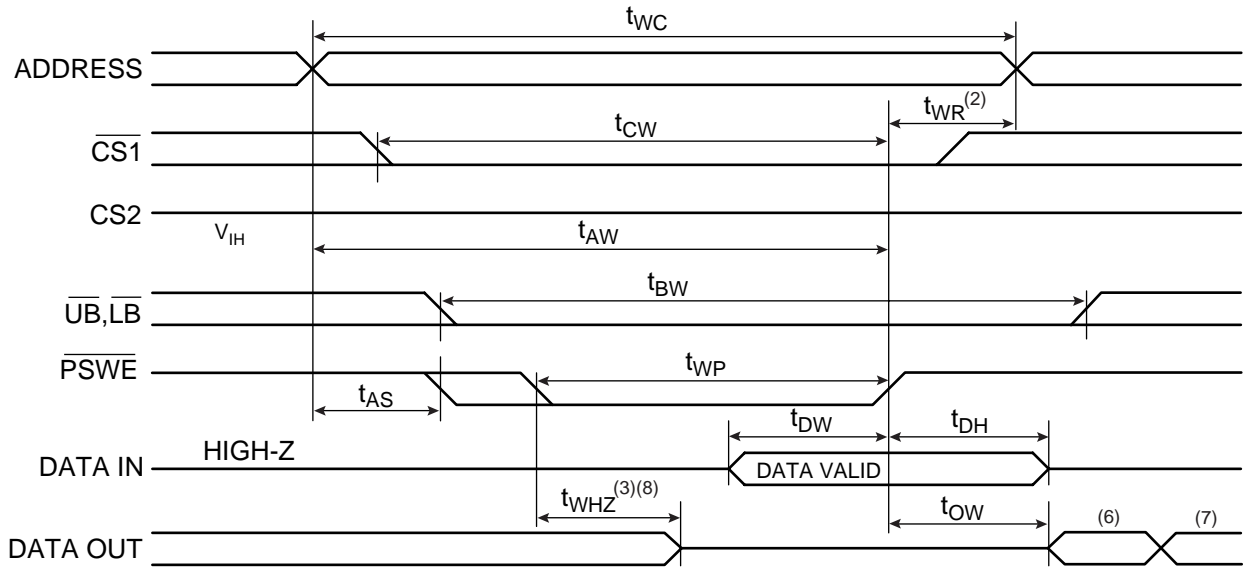 tWC
ADDRESS
tWR(2)
tCW
CS1
CS2
VIH
tAW
tBW
UB,LB
PSWE
tWP
tAS
tDW
tDH
DATA IN
HIGH-Z
DATA VALID
tWHZ(3)(8)
tOW
(6)
(7)
DATA OUT